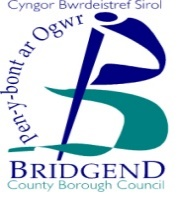 Cyngor Bwrdeistref Sirol
Pen-y-bont ar Ogwr
BRIDGEND
County Borough Council